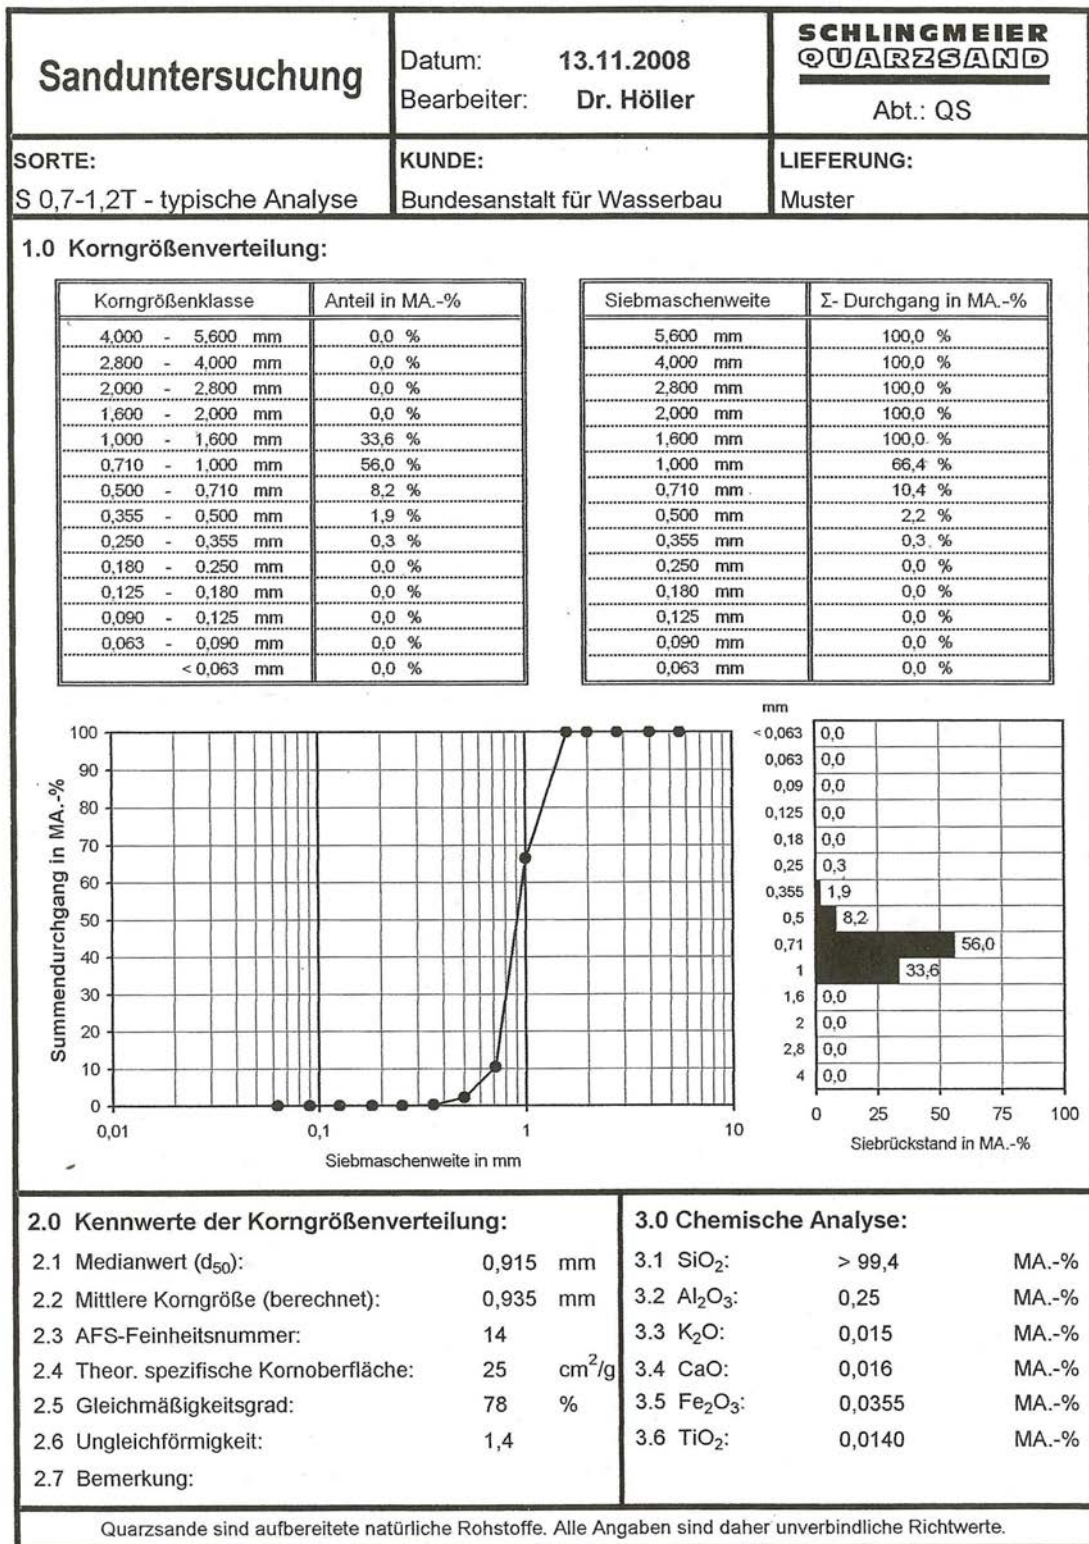 Sanduntersuchung
Datum: 13.11.2008
Bearbeiter: Dr. Höller
SCHLINGMEIER
QUARZSAND
Abt.: QS
SORTE:
S 0,7-1,2T - typische Analyse
KUNDE:
Bundesanstalt für Wasserbau
LIEFERUNG:
Muster
1.0 Korngrößenverteilung:
Korngrößenklasse Anteil in MA.-%
4,000 - 5,600 mm 0,0 %
2,800 - 4,000 mm 0,0 %
2,000 - 2,800 mm 0,0 %
1,600 - 2,000 mm 0,0 %
1,000 - 1,600 mm 33,6 %
0,710 - 1,000 mm 56,0 %
0,500 - 0,710 mm 8,2 %
0,355 - 0,500 mm 1,9 %
0,250 - 0,355 mm 0,3 %
0,180 - 0,250 mm 0,0 %
0,125 - 0,180 mm 0,0 %
0,090 - 0,125 mm 0,0 %
0,063 - 0,090 mm 0,0 %
< 0,063 mm 0,0 %
Siebmaschenweite Σ- Durchgang in MA.-%
5,600 mm 100,0 %
4,000 mm 100,0 %
2,800 mm 100,0 %
2,000 mm 100,0 %
1,600 mm 100,0 %
1,000 mm 66,4 %
0,710 mm 10,4 %
0,500 mm 2,2 %
0,355 mm 0,3 %
0,250 mm 0,0 %
0,180 mm 0,0 %
0,125 mm 0,0 %
0,090 mm 0,0 %
0,063 mm 0,0 %
Summendurchgang in MA.-%
100
90
80
70
60
50
40
30
20
10
0
0,01 0,1 1 10
Siebmaschenweite in mm
mm
< 0,063 0,0
0,063 0,0
0,09 0,0
0,125 0,0
0,18 0,0
0,25 0,3
0,355 1,9
0,5 8,2
0,71 56,0
1 33,6
1,6 0,0
2 0,0
2,8 0,0
4 0,0
0 25 50 75 100
Siebrückstand in MA.-%
2.0 Kennwerte der Korngrößenverteilung:
2.1 Medianwert (d50): 0,915 mm
2.2 Mittlere Korngröße (berechnet): 0,935 mm
2.3 AFS-Feinheitsnummer: 14
2.4 Theor. spezifische Kornoberfläche: 25 cm²/g
2.5 Gleichmäßigkeitsgrad: 78 %
2.6 Ungleichförmigkeit: 1,4
2.7 Bemerkung:
3.0 Chemische Analyse:
3.1 SiO₂: > 99,4 MA.-%
3.2 Al₂O₃: 0,25 MA.-%
3.3 K₂O: 0,015 MA.-%
3.4 CaO: 0,016 MA.-%
3.5 Fe₂O₃: 0,0355 MA.-%
3.6 TiO₂: 0,0140 MA.-%
Quarzsande sind aufbereitete natürliche Rohstoffe. Alle Angaben sind daher unverbindliche Richtwerte.